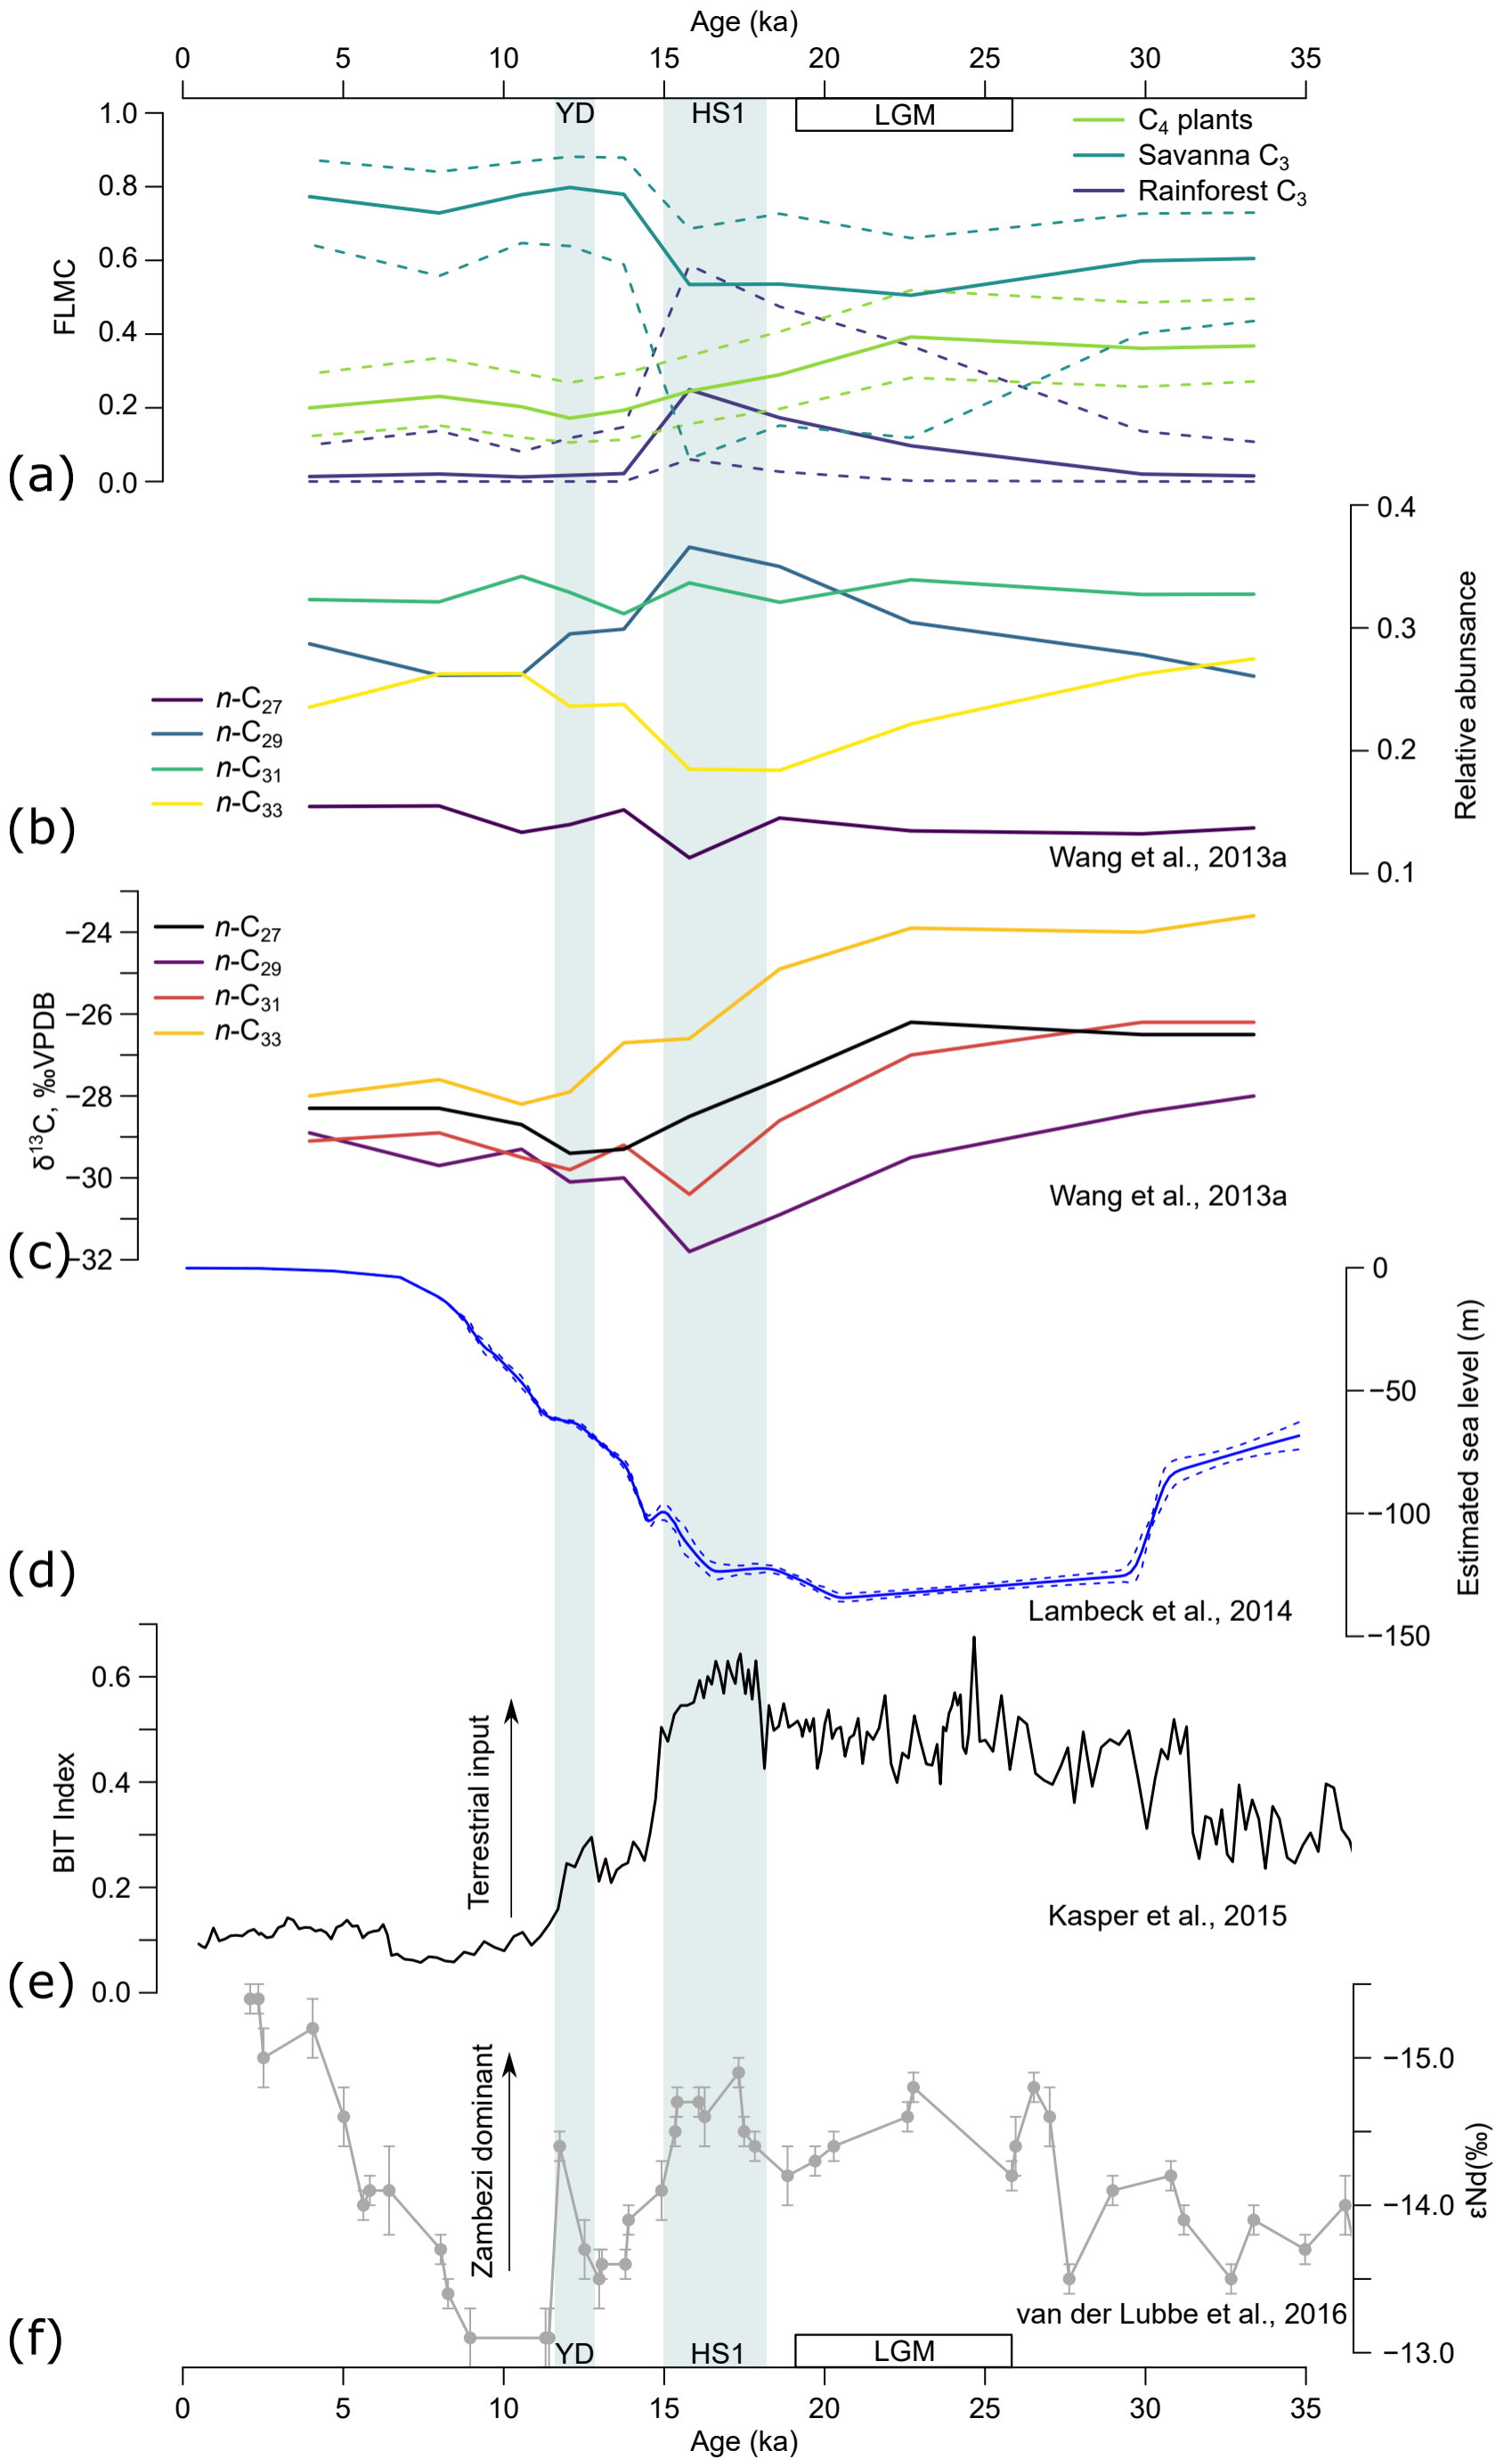 Age (ka)
0 5 10 15 20 25 30 35
YD HS1 LGM
C4 plants
Savanna C3
Rainforest C3
1.0
0.8
0.6
0.4
0.2
0.0
FLMC
(a)
0.4
0.3
0.2
0.1
Relative abunsance
n-C27
n-C29
n-C31
n-C33
(b)
Wang et al., 2013a
−24
−26
−28
−30
−32
δ13C, ‰VPDB
n-C27
n-C29
n-C31
n-C33
Wang et al., 2013a
(c)
0
−50
−100
−150
Estimated sea level (m)
(d)
Lambeck et al., 2014
0.6
0.4
0.2
0.0
BIT Index
Terrestrial input
Kasper et al., 2015
(e)
−15.0
−14.0
−13.0
εNd(‰)
Zambezi dominant
van der Lubbe et al., 2016
(f)
YD HS1 LGM
0 5 10 15 20 25 30 35
Age (ka)